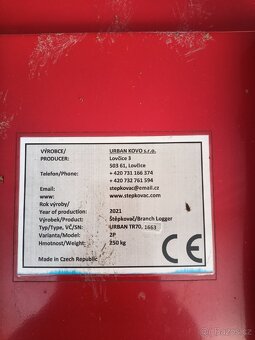 VÝROBCE/ URBAN KOVO s.r.o.
PRODUCER: Lovčice 3
503 61, Lovčice
Telefon/Phone: + 420 731 166 374
+ 420 732 761 594
Email: stepkovac@email.cz
www: www.stepkovac.com
Rok výroby/
Year of production: 2021
Výrobek/Product: Štěpkovač/Branch Logger
Typ/Type: URBAN TR70, 1663
Varianta/Model: 2P
Hmotnost/Weight: 250 kg
Made in Czech Republic
CE